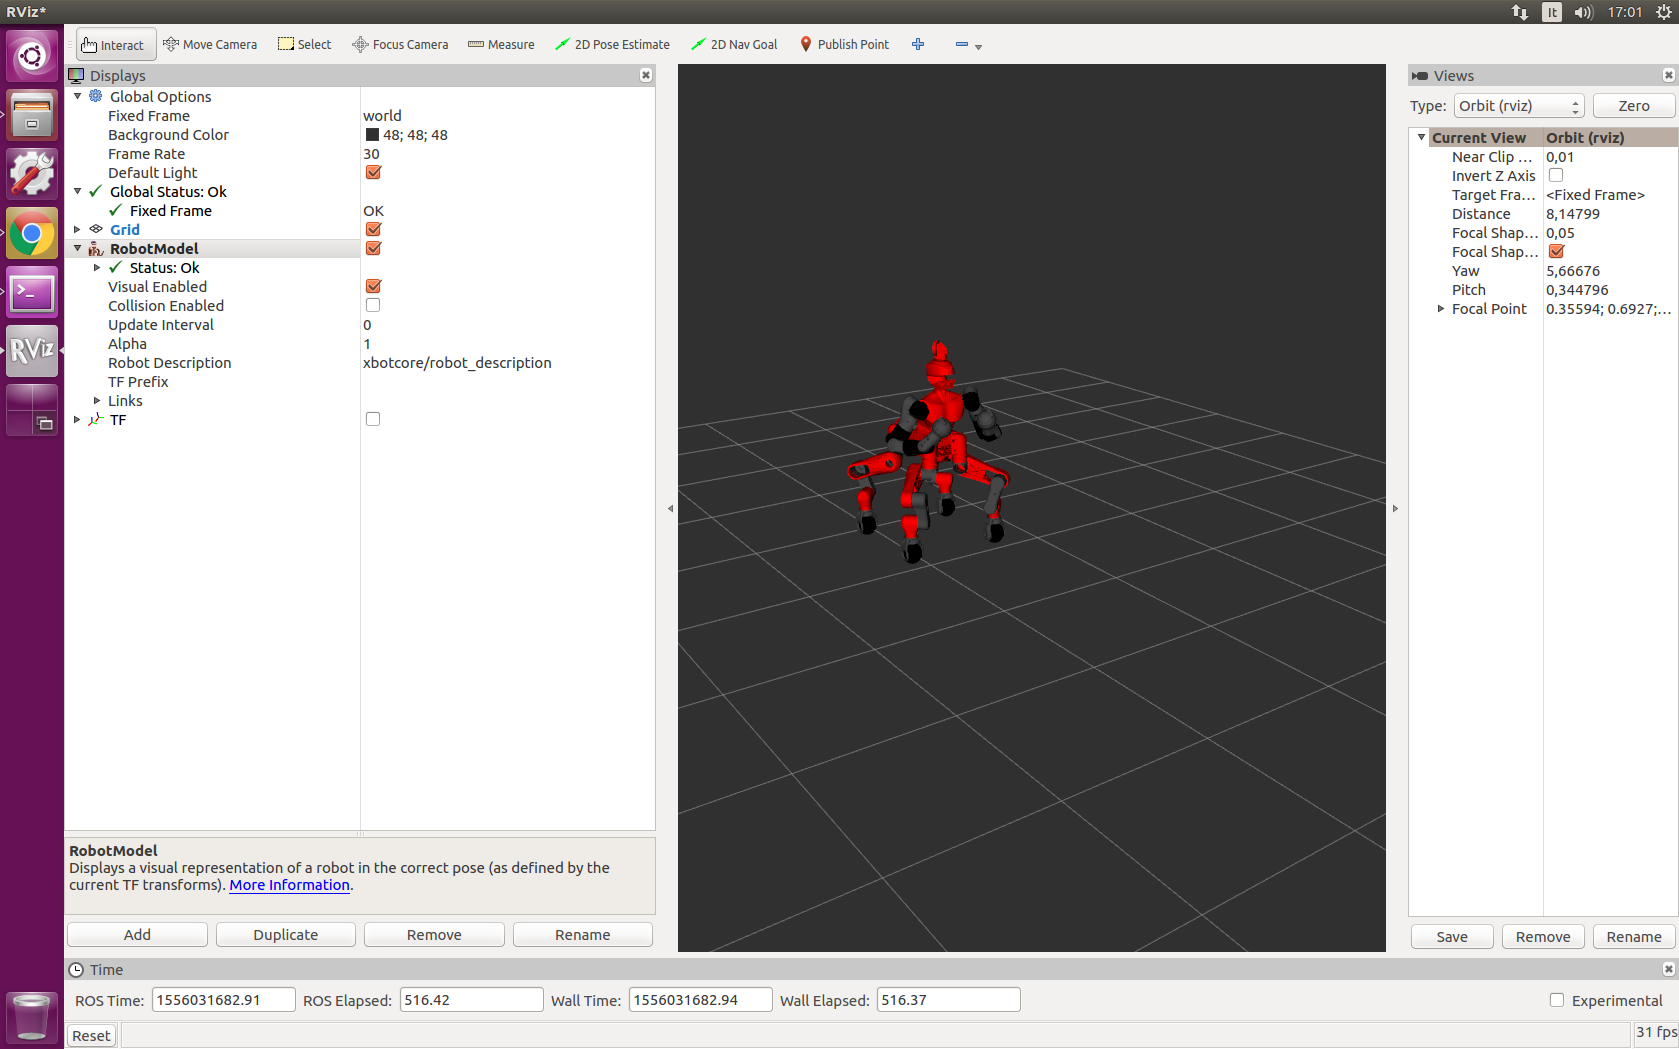 RViz*
It
17:01
Interact
Move Camera
Select
Focus Camera
Measure
2D Pose Estimate
2D Nav Goal
Publish Point
Displays
Global Options
Fixed Frame world
Background Color 48; 48; 48
Frame Rate 30
Default Light
Global Status: Ok
Fixed Frame OK
Grid
RobotModel
Status: Ok
Visual Enabled
Collision Enabled
Update Interval 0
Alpha 1
Robot Description xbotcore/robot_description
TF Prefix
Links
TF
RobotModel
Displays a visual representation of a robot in the correct pose (as defined by the
current TF transforms). More Information.
Add
Duplicate
Remove
Rename
Views
Type: Orbit (rviz) Zero
Current View Orbit (rviz)
Near Clip ... 0,01
Invert Z Axis
Target Fra... <Fixed Frame>
Distance 8,14799
Focal Shap... 0,05
Focal Shap...
Yaw 5,66676
Pitch 0,344796
Focal Point 0.35594; 0.6927;...
Save
Remove
Rename
RViz
Time
ROS Time: 1556031682.91 ROS Elapsed: 516.42 Wall Time: 1556031682.94 Wall Elapsed: 516.37 Experimental
Reset
31 fps